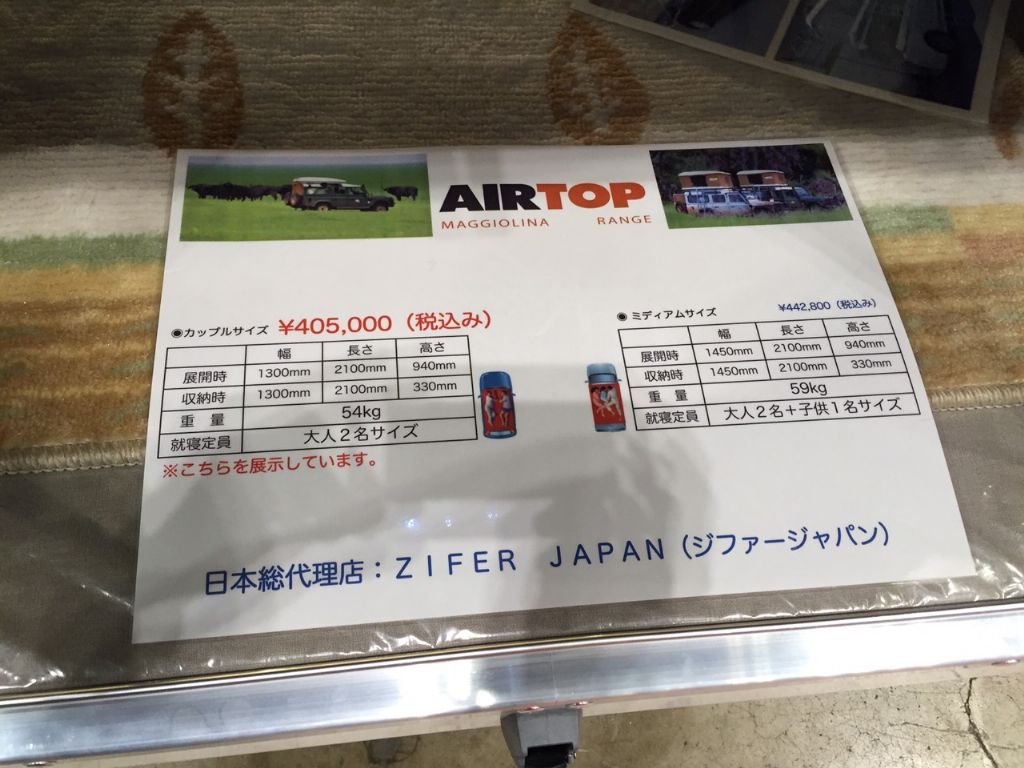 AIRTOP
MAGGIOLINA RANGE
◉カップルサイズ ¥405,000（税込み）
幅 長さ 高さ
展開時 1300mm 2100mm 940mm
収納時 1300mm 2100mm 330mm
重 量 54kg
就寝定員 大人２名サイズ
※こちらを展示しています。
◉ ミディアムサイズ ¥442,800（税込み）
幅 長さ 高さ
展開時 1450mm 2100mm 940mm
収納時 1450mm 2100mm 330mm
重 量 59kg
就寝定員 大人２名＋子供１名サイズ
日本総代理店：ＺＩＦＥＲ ＪＡＰＡＮ（ジファージャパン）